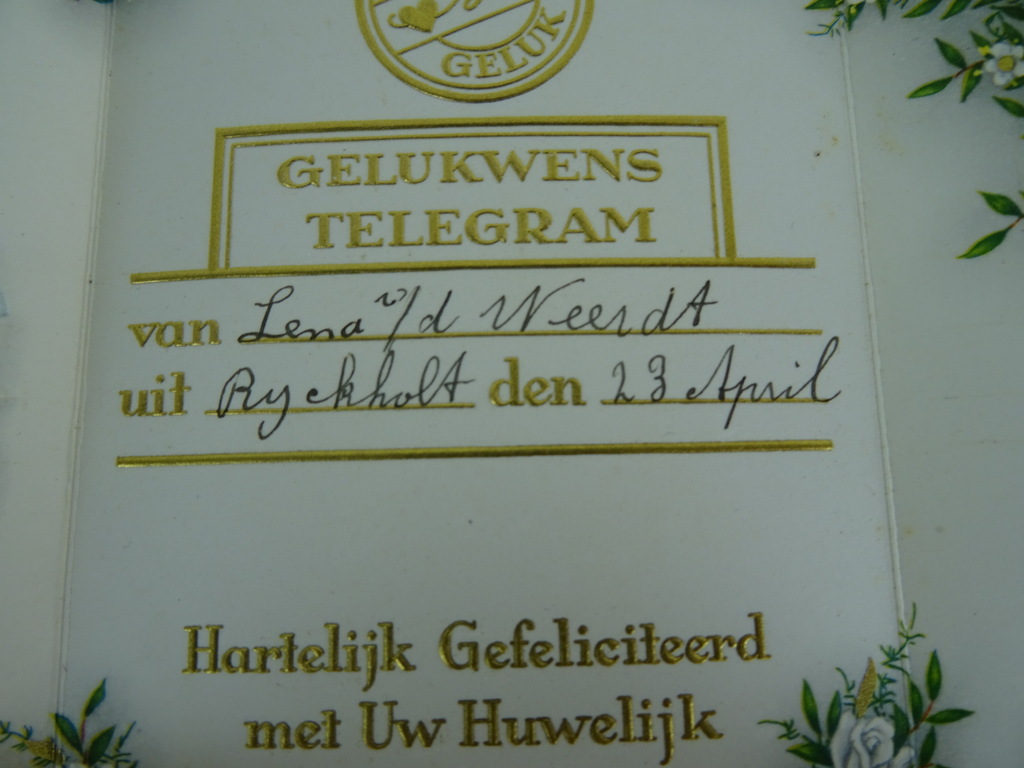 GELUK
GELUKWENS
TELEGRAM
van Lena v/d Weerdt
uit Ryckholt den 23 April
Hartelijk Gefeliciteerd
met Uw Huwelijk